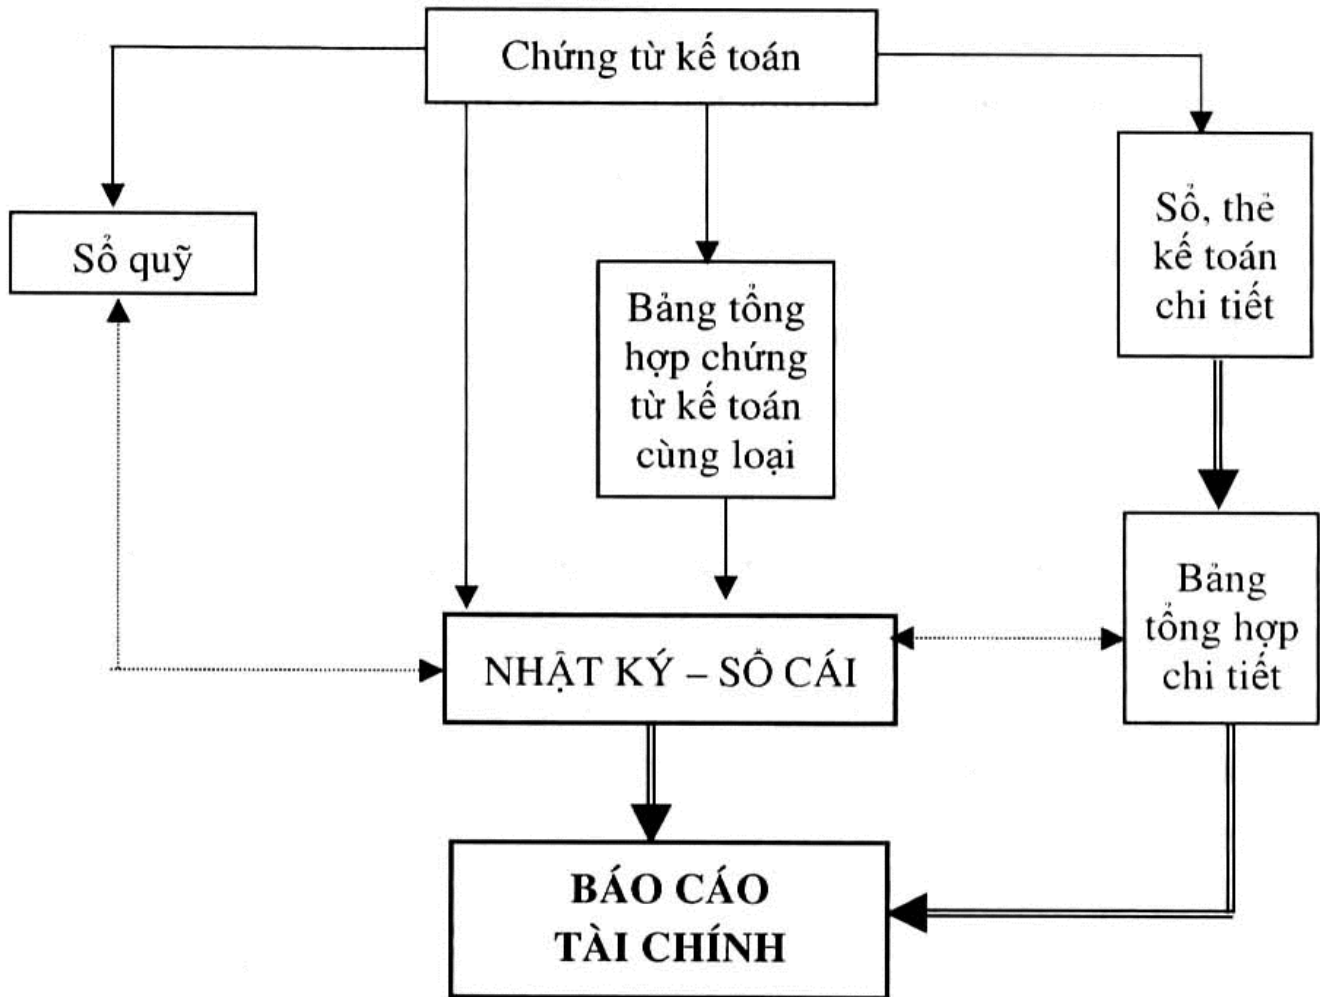 Chứng từ kế toán
Sổ quỹ
Bảng tổng
hợp chứng
từ kế toán
cùng loại
Sổ, thẻ
kế toán
chi tiết
Bảng
tổng hợp
chi tiết
NHẬT KÝ – SỔ CÁI
BÁO CÁO
TÀI CHÍNH